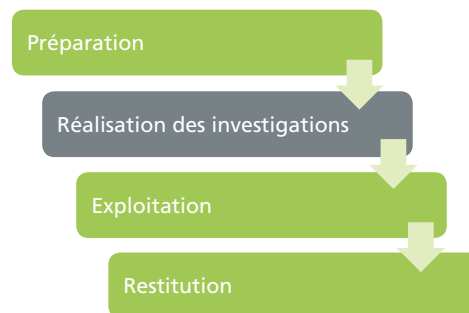 Préparation
Réalisation des investigations
Exploitation
Restitution